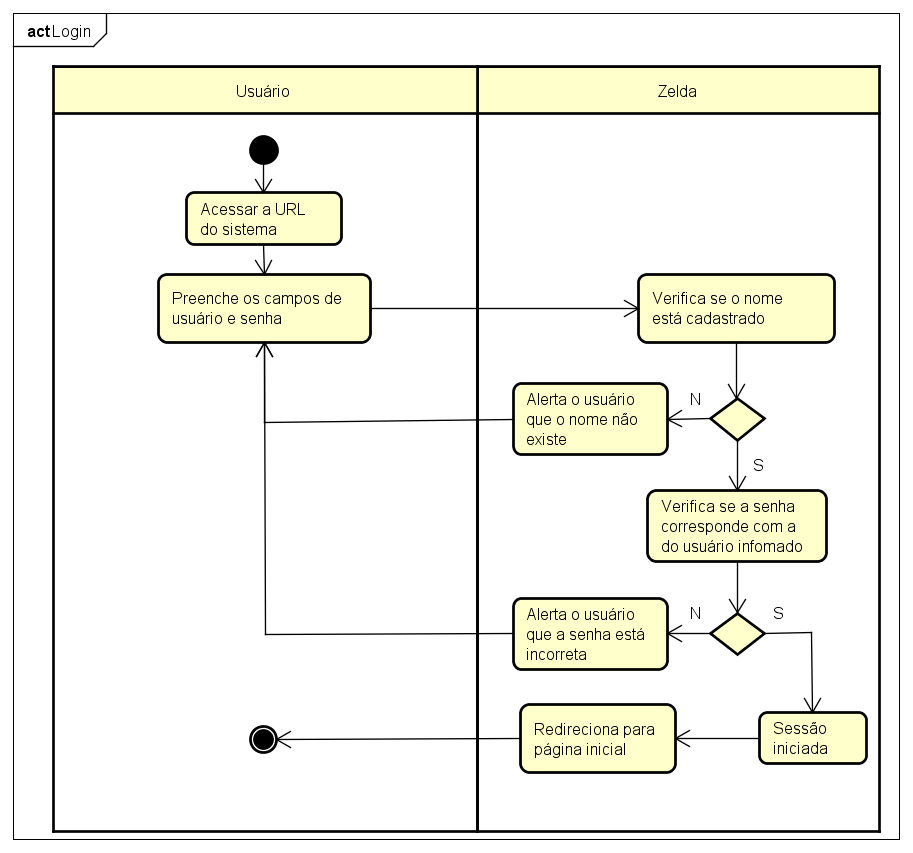 actLogin
Usuário
Zelda
Acessar a URL
do sistema
Preenche os campos de
usuário e senha
Verifica se o nome
está cadastrado
N
Alerta o usuário
que o nome não
existe
S
Verifica se a senha
corresponde com a
do usuário infomado
N
S
Alerta o usuário
que a senha está
incorreta
Redireciona para
página inicial
Sessão
iniciada